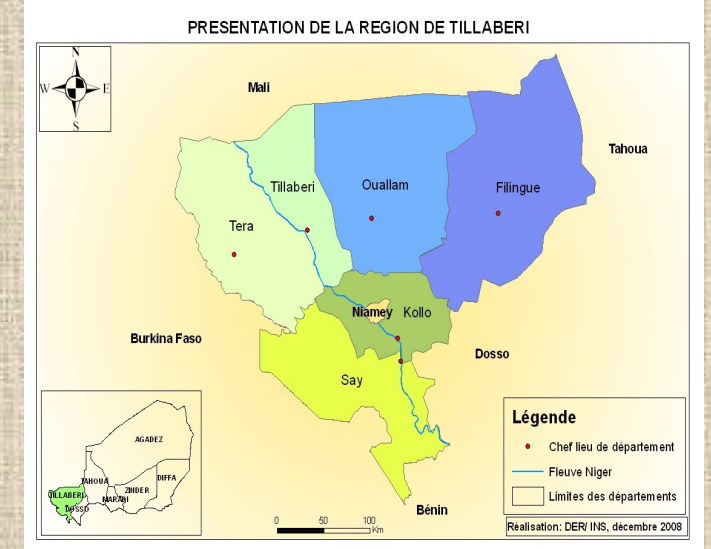 PRESENTATION DE LA REGION DE TILLABERI
N
W E
S
Mali
Tahoua
Tillaberi
Ouallam
Filingue
Tera
Niamey Kollo
Burkina Faso
Dosso
Say
Bénin
AGADEZ
TAHOUA
DIFFA
ZINDER
TILLABERI
MARADI
DOSSO
0 50 100
Km
Légende
Chef lieu de département
Fleuve Niger
Limites des départements
Réalisation: DER/ INS, décembre 2008